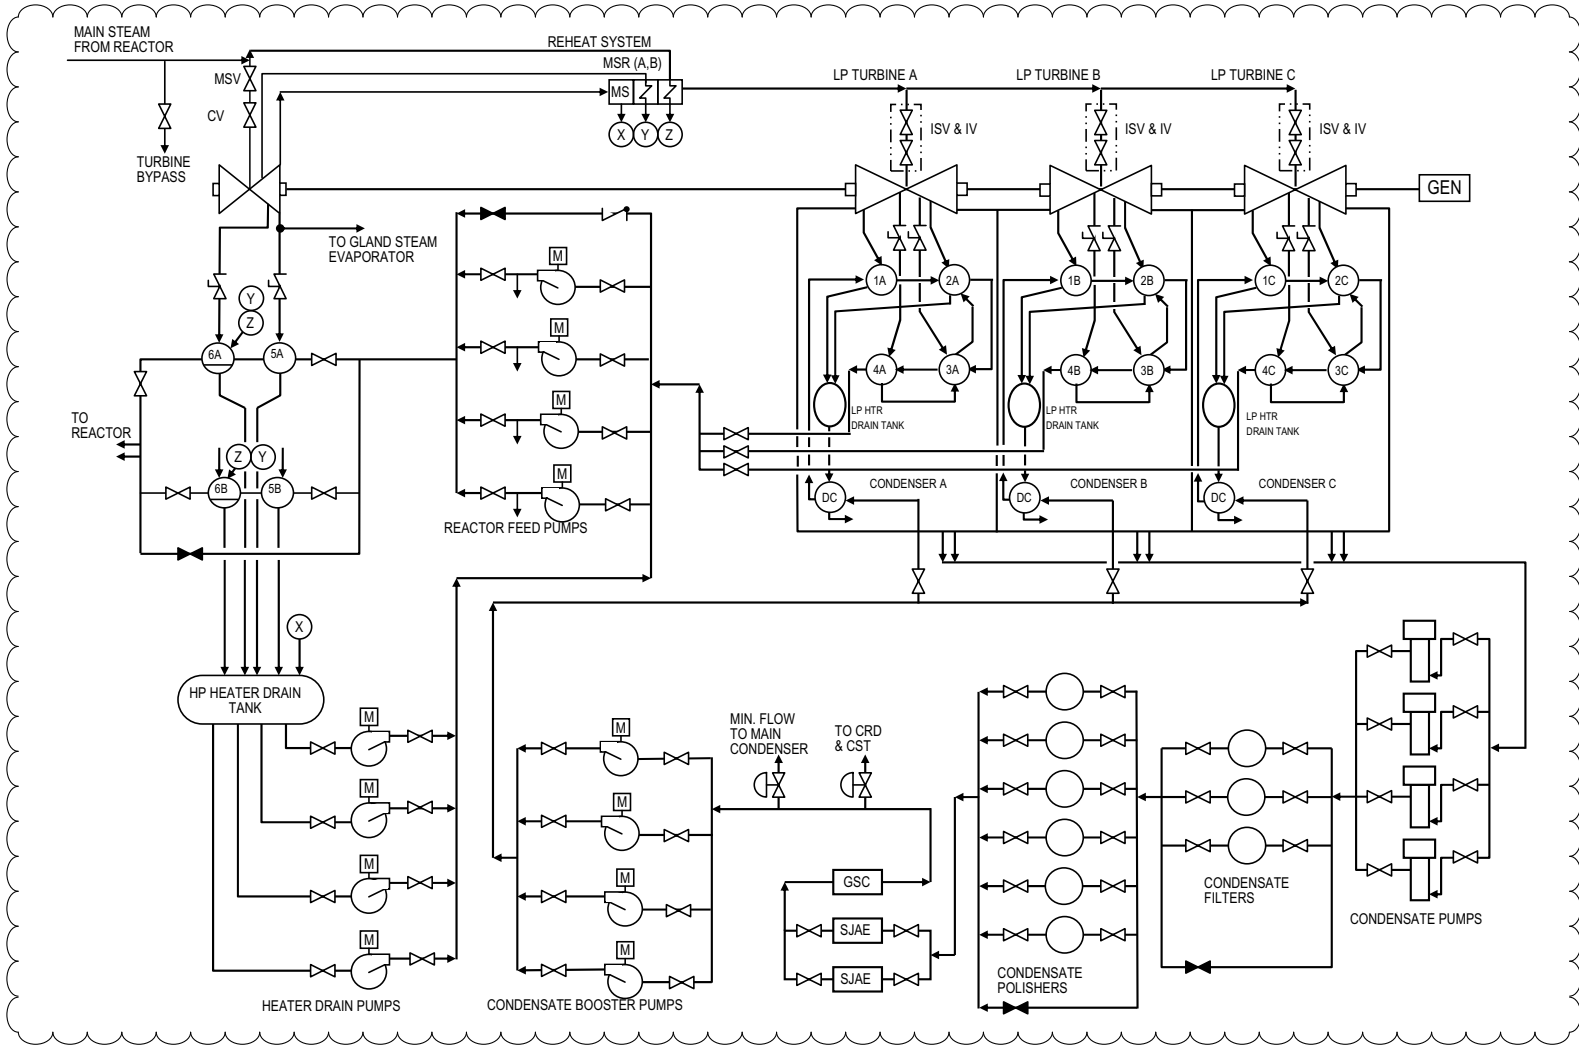 MAIN STEAM
FROM REACTOR
REHEAT SYSTEM
MSR (A,B)
LP TURBINE A
LP TURBINE B
LP TURBINE C
MSV
MS
CV
X
Y
Z
ISV & IV
ISV & IV
ISV & IV
TURBINE
BYPASS
GEN
TO GLAND STEAM
EVAPORATOR
M
1A
2A
1B
2B
1C
2C
Y
Z
M
6A
5A
4A
3A
4B
3B
4C
3C
M
LP HTR
DRAIN TANK
LP HTR
DRAIN TANK
LP HTR
DRAIN TANK
TO
REACTOR
Z
Y
M
6B
5B
CONDENSER A
CONDENSER B
CONDENSER C
DC
DC
DC
REACTOR FEED PUMPS
X
HP HEATER DRAIN
TANK
M
M
MIN. FLOW
TO MAIN
CONDENSER
TO CRD
& CST
M
M
M
M
GSC
CONDENSATE
FILTERS
CONDENSATE PUMPS
SJAE
M
M
SJAE
CONDENSATE
POLISHERS
HEATER DRAIN PUMPS
CONDENSATE BOOSTER PUMPS